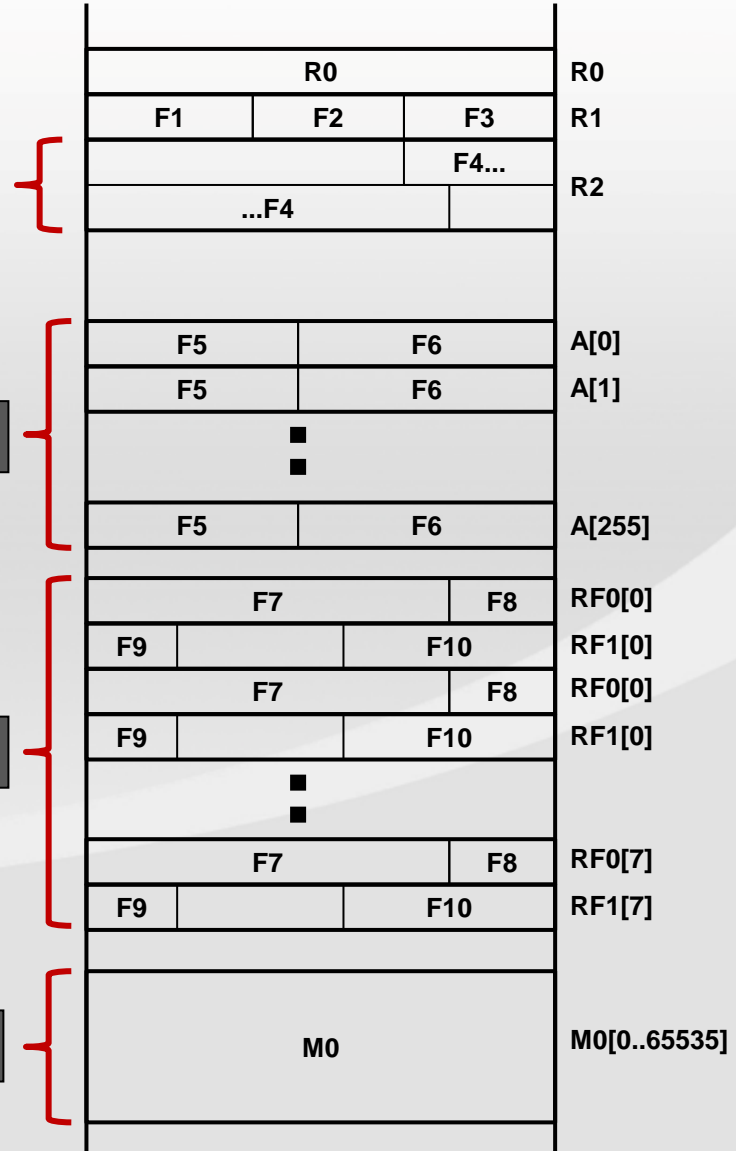 R0 R0
F1 F2 F3 R1
F4...
R2
...F4
F5 F6 A[0]
F5 F6 A[1]
F5 F6 A[255]
F7 F8 RF0[0]
F9 F10 RF1[0]
F7 F8 RF0[0]
F9 F10 RF1[0]
F7 F8 RF0[7]
F9 F10 RF1[7]
M0 M0[0..65535]